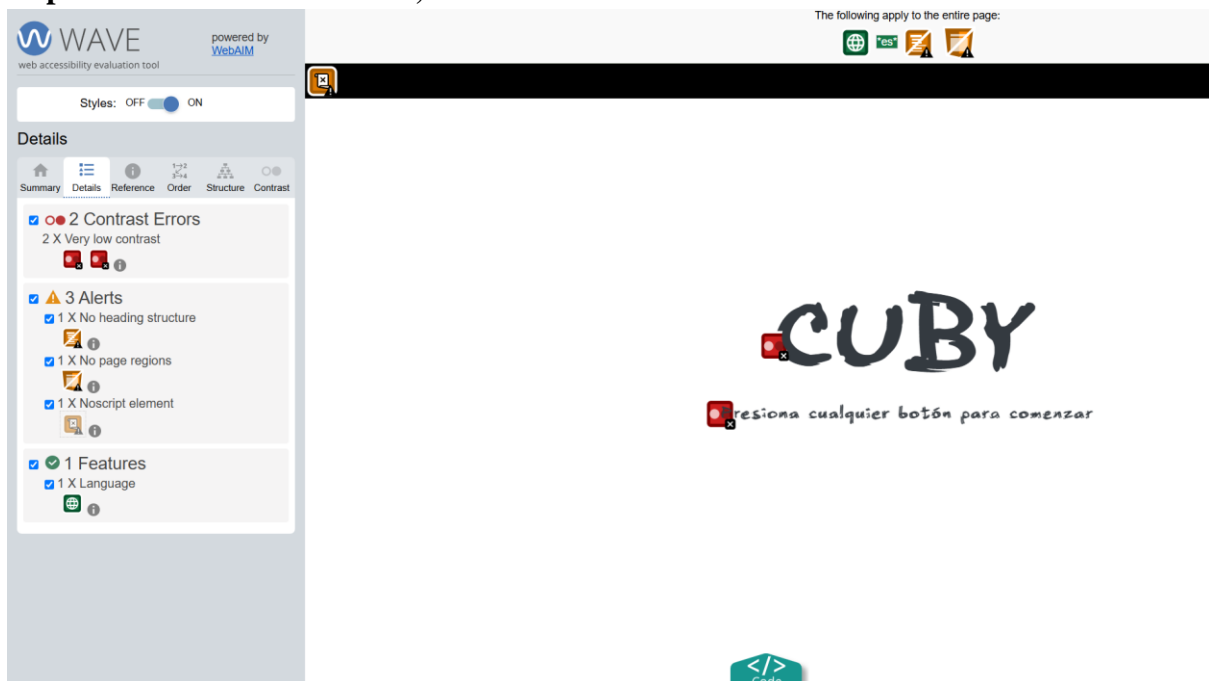 The following apply to the entire page:
WAVE
powered by
WebAIM
web accessibility evaluation tool
"es"
Styles: OFF ON
Details
Summary Details Reference Order Structure Contrast
2 Contrast Errors
2 X Very low contrast
3 Alerts
1 X No heading structure
1 X No page regions
1 X Noscript element
1 Features
1 X Language
CUBY
resiona cualquier botón para comenzar
</>
Code